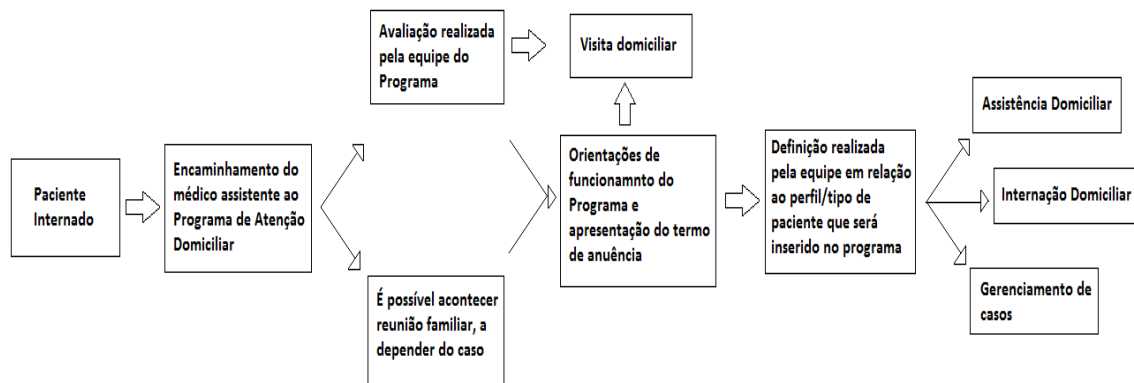 Paciente
Internado
Encaminhamento do
médico assistente ao
Programa de Atenção
Domiciliar
Avaliação realizada
pela equipe do
Programa
É possível acontecer
reunião familiar, a
depender do caso
Visita domiciliar
Orientações de
funcionamnto do
Programa e
apresentação do termo
de anuência
Definição realizada
pela equipe em relação
ao perfil/tipo de
paciente que será
inserido no programa
Assistência Domiciliar
Internação Domiciliar
Gerenciamento de
casos